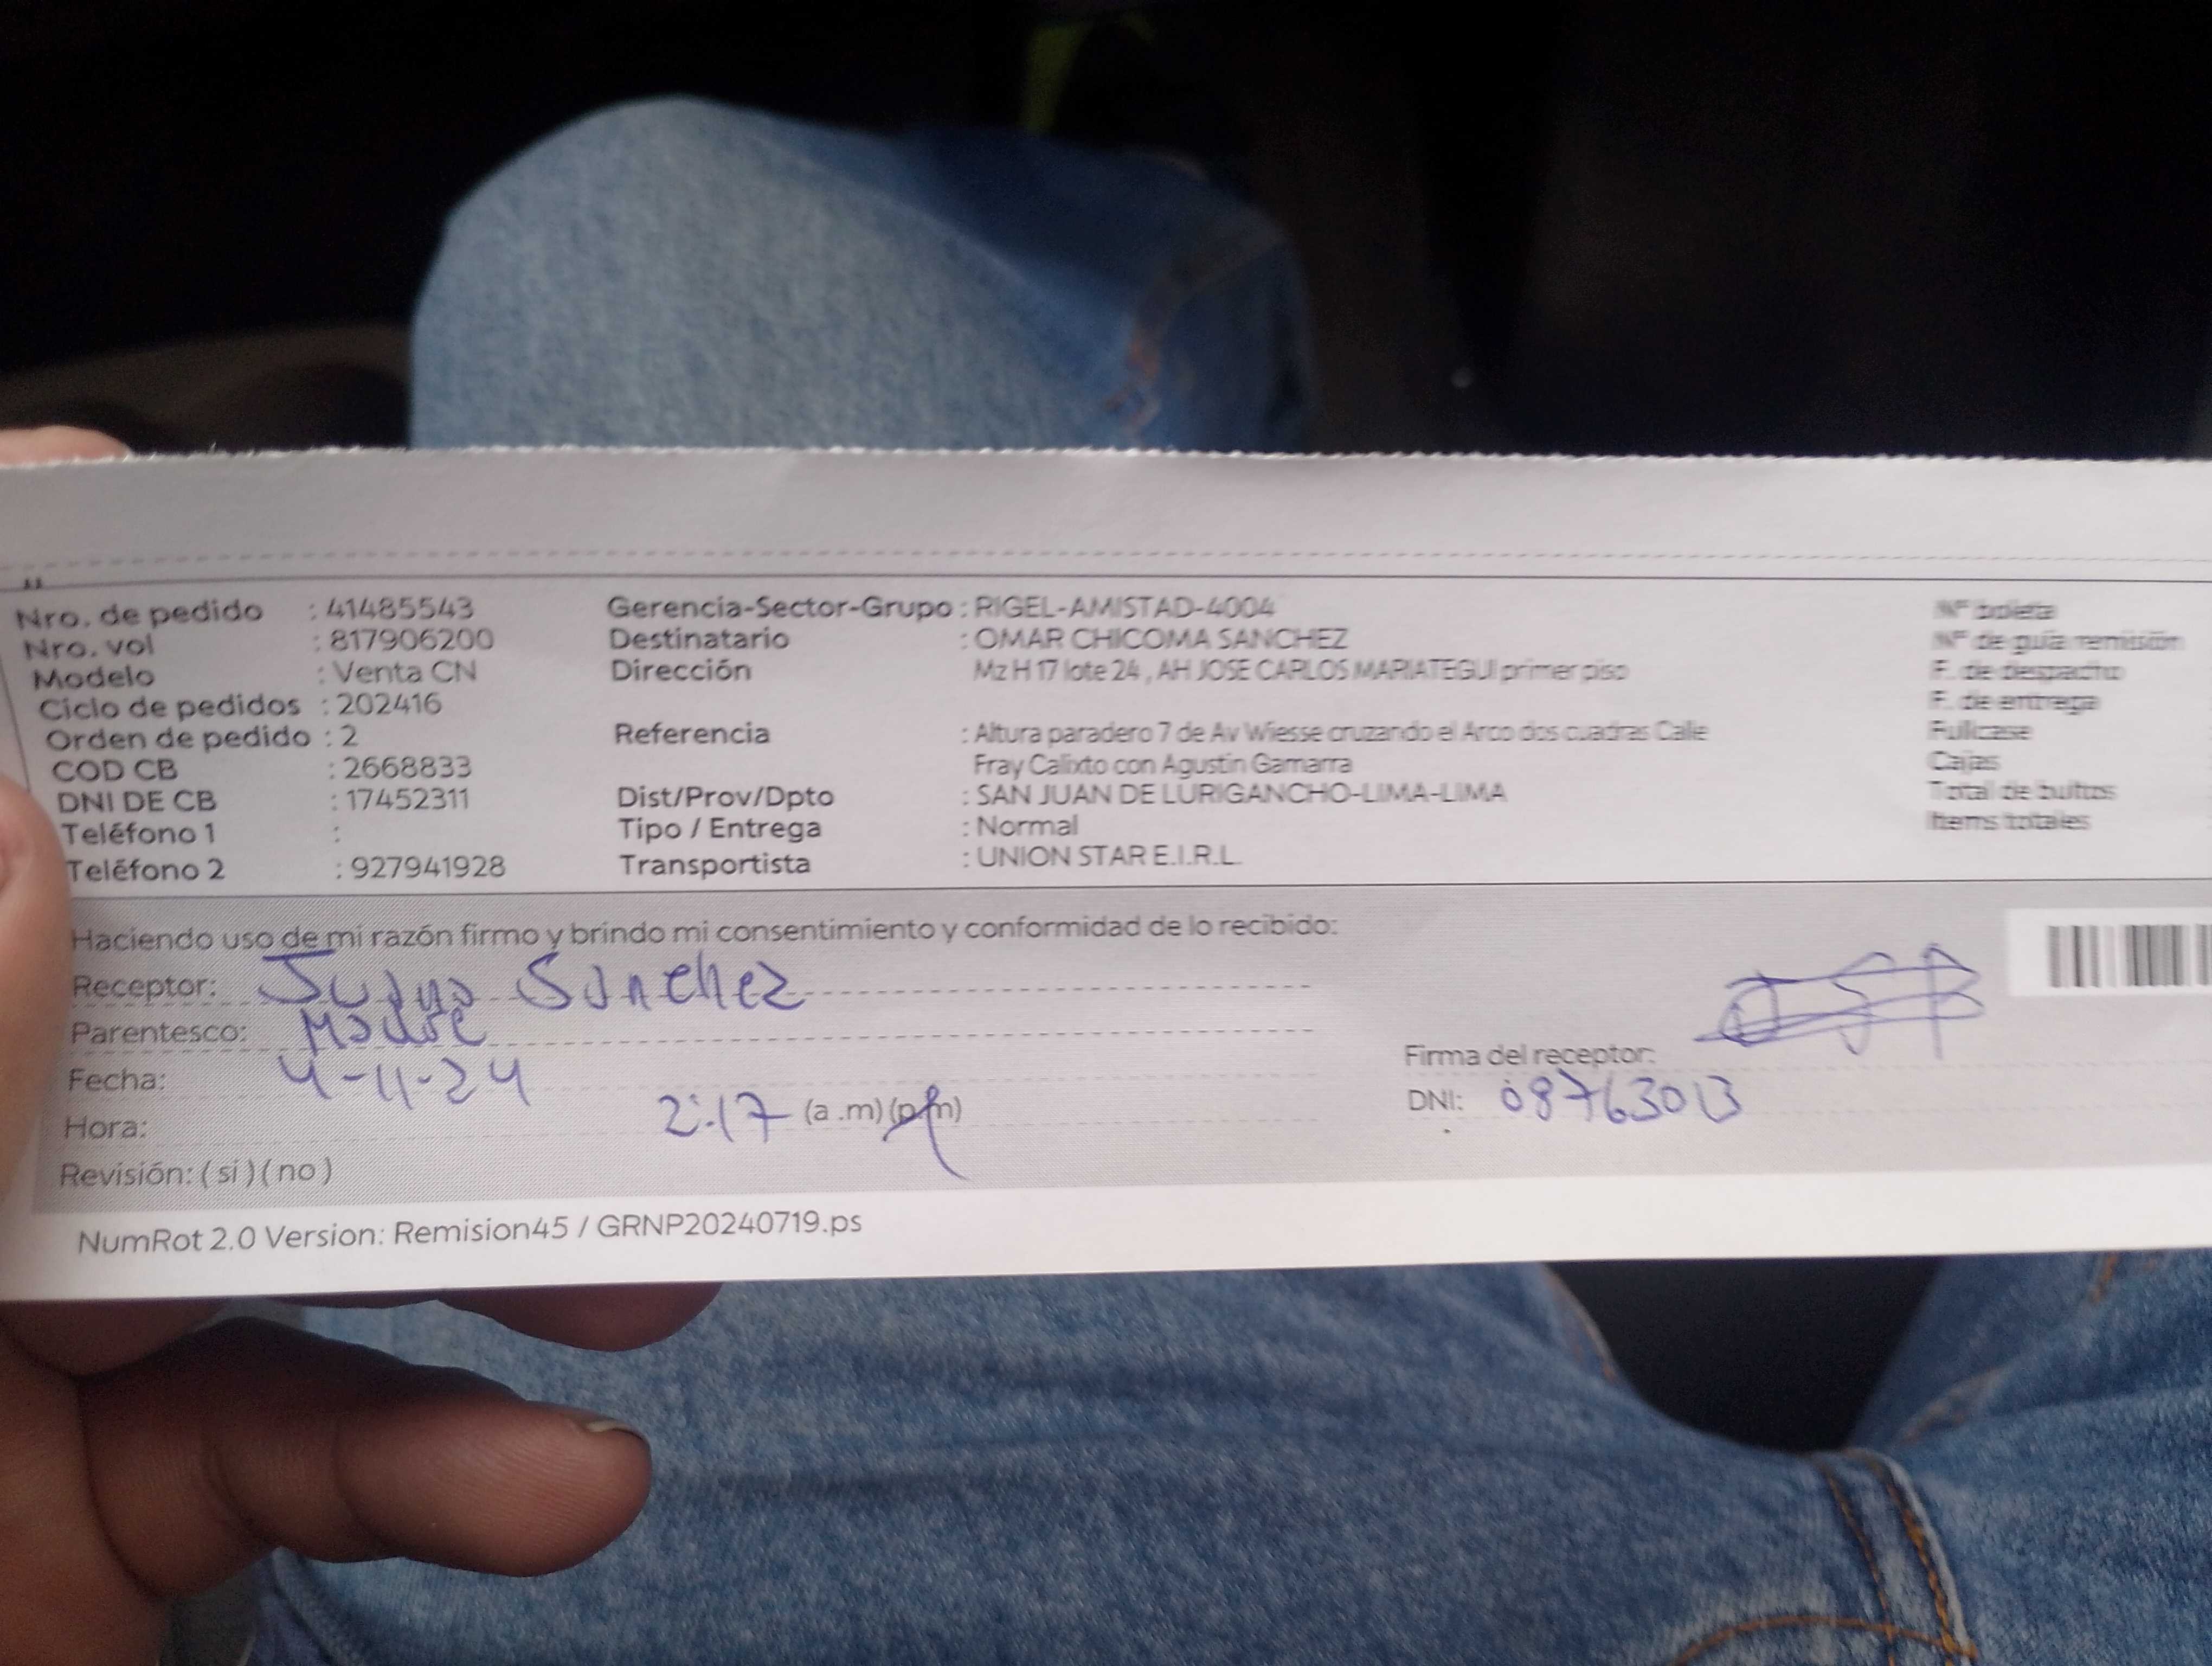 Nro. de pedido : 41485543 Gerencia-Sector-Grupo : RIGEL-AMISTAD-4004 N° boleta
Nro. vol : 817906200 Destinatario : OMAR CHICOMA SANCHEZ N° de guía remisión
Modelo : Venta CN Dirección Mz H 17 lote 24 , AH JOSE CARLOS MARIATEGUI primer piso F. de despacho
Ciclo de pedidos : 202416 F. de entrega
Orden de pedido : 2 Referencia : Altura paradero 7 de Av Wiesse cruzando el Arco dos cuadras Calle Fullcase
COD CB : 2668833 Fray Calixto con Agustin Gamarra Cajas
DNI DE CB : 17452311 Dist/Prov/Dpto : SAN JUAN DE LURIGANCHO-LIMA-LIMA Total de bultos
Teléfono 1 : Tipo / Entrega : Normal Items totales
Teléfono 2 : 927941928 Transportista : UNION STAR E.I.R.L.
Haciendo uso de mi razón firmo y brindo mi consentimiento y conformidad de lo recibido:
Receptor: Sanchez
Parentesco: Madre
Fecha: 4-11-24
Firma del receptor:
Hora: 2:17 (a .m) (p.m)
DNI: 08763013
Revisión: ( si ) ( no )
NumRot 2.0 Version: Remision45 / GRNP20240719.ps